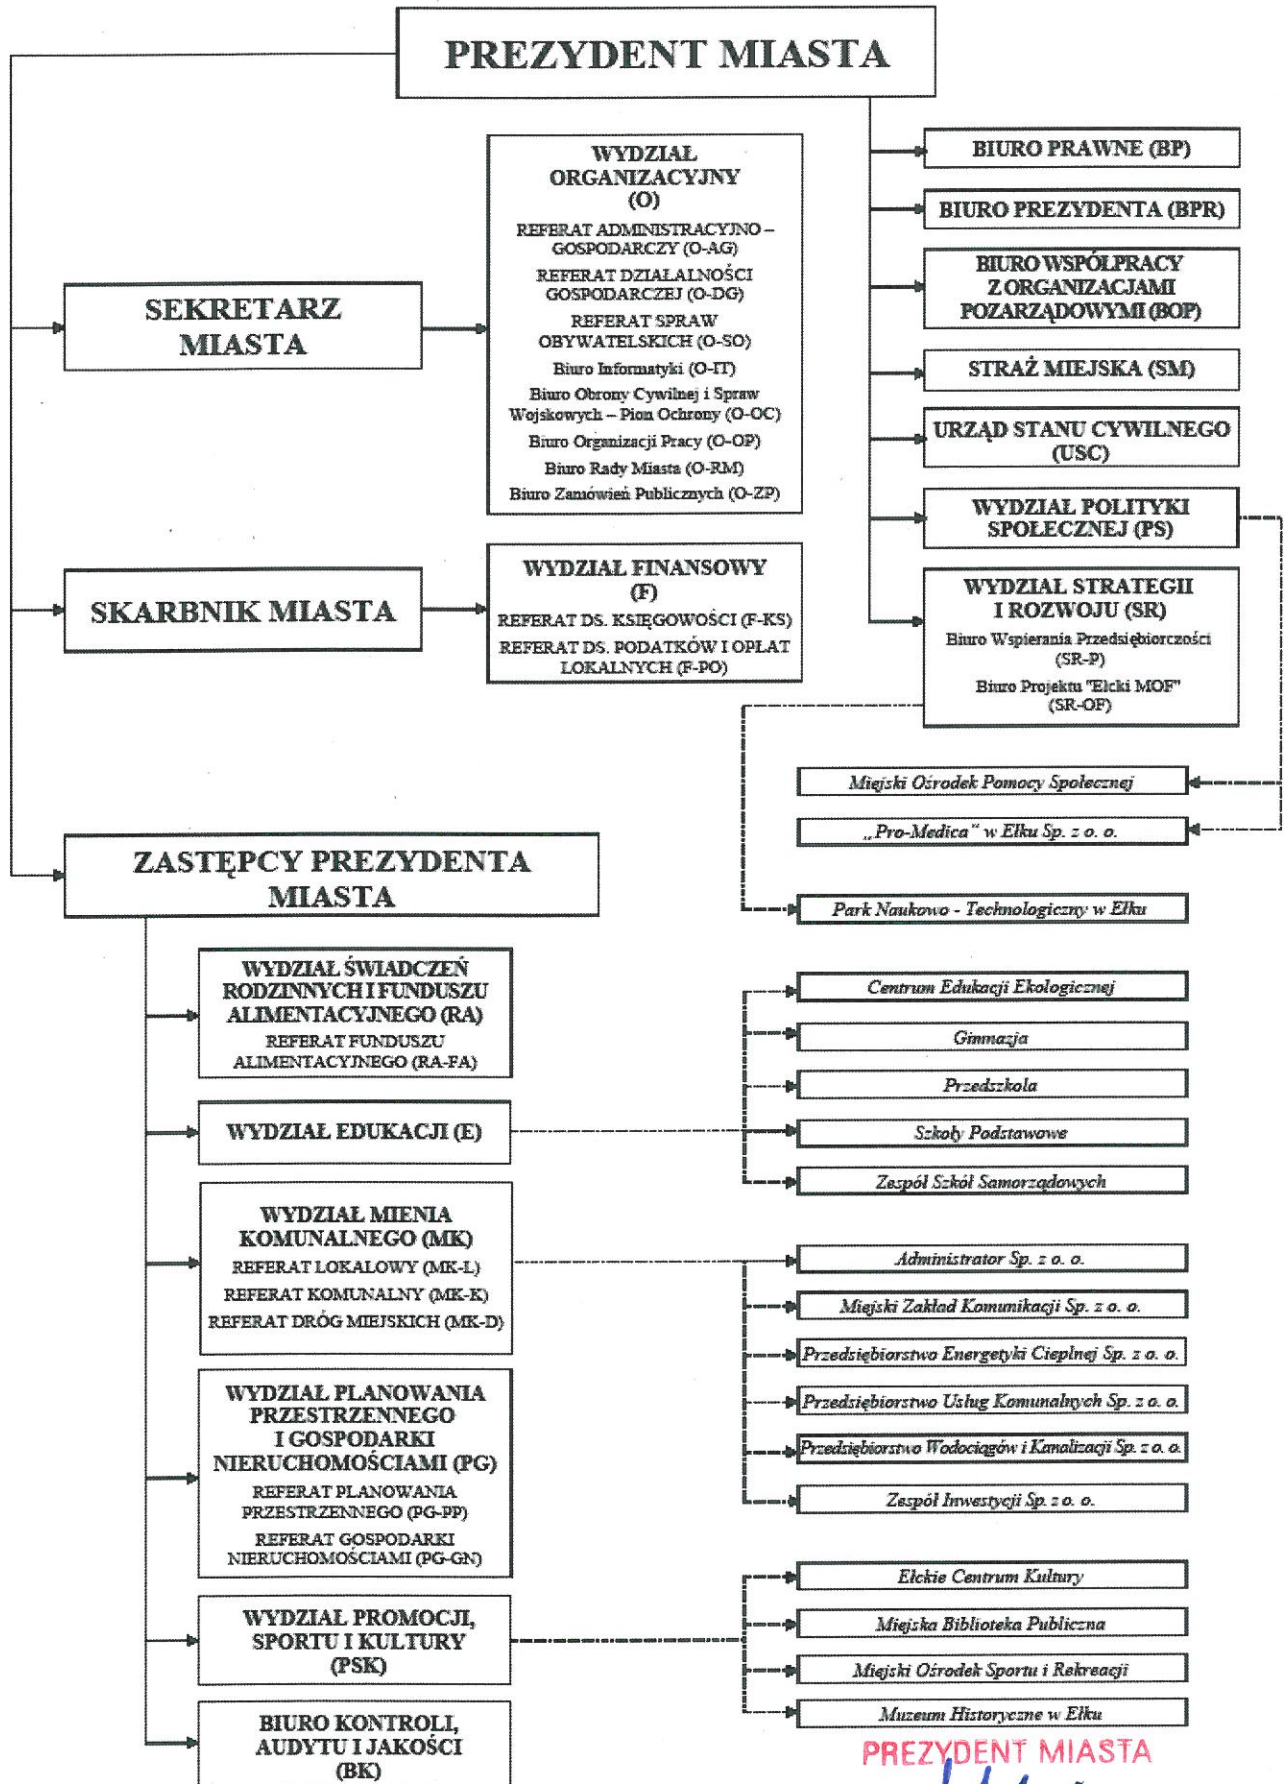 PREZYDENT MIASTA
SEKRETARZ
MIASTA
WYDZIAŁ
ORGANIZACYJNY
(O)
REFERAT ADMINISTRACYJNO –
GOSPODARCZY (O-AG)
REFERAT DZIAŁALNOŚCI
GOSPODARCZEJ (O-DG)
REFERAT SPRAW
OBYWATELSKICH (O-SO)
Biuro Informatyki (O-IT)
Biuro Obrony Cywilnej i Spraw
Wojskowych – Pion Ochrony (O-OC)
Biuro Organizacji Pracy (O-OP)
Biuro Rady Miasta (O-RM)
Biuro Zamówień Publicznych (O-ZP)
SKARBNIK MIASTA
WYDZIAŁ FINANSOWY
(F)
REFERAT DS. KSIĘGOWOŚCI (F-KS)
REFERAT DS. PODATKÓW I OPŁAT
LOKALNYCH (F-PO)
BIURO PRAWNE (BP)
BIURO PREZYDENTA (BPR)
BIURO WSPÓŁPRACY
Z ORGANIZACJAMI
POZARZĄDOWYMI (BOP)
STRAŻ MIEJSKA (SM)
URZĄD STANU CYWILNEGO
(USC)
WYDZIAŁ POLITYKI
SPOŁECZNEJ (PS)
WYDZIAŁ STRATEGII
I ROZWOJU (SR)
Biuro Wspierania Przedsiębiorczości
(SR-P)
Biuro Projektu "Ełcki MOF"
(SR-OF)
Miejski Ośrodek Pomocy Społecznej
„Pro-Medica" w Ełku Sp. z o. o.
Park Naukowo - Technologiczny w Ełku
ZASTĘPCY PREZYDENTA
MIASTA
WYDZIAŁ ŚWIADCZEŃ
RODZINNYCH I FUNDUSZU
ALIMENTACYJNEGO (RA)
REFERAT FUNDUSZU
ALIMENTACYJNEGO (RA-FA)
WYDZIAŁ EDUKACJI (E)
Centrum Edukacji Ekologicznej
Gimnazja
Przedszkola
Szkoły Podstawowe
Zespół Szkół Samorządowych
WYDZIAŁ MIENIA
KOMUNALNEGO (MK)
REFERAT LOKALOWY (MK-L)
REFERAT KOMUNALNY (MK-K)
REFERAT DRÓG MIEJSKICH (MK-D)
Administrator Sp. z o. o.
Miejski Zakład Komunikacji Sp. z o. o.
Przedsiębiorstwo Energetyki Cieplnej Sp. z o. o.
Przedsiębiorstwo Usług Komunalnych Sp. z o. o.
Przedsiębiorstwo Wodociągów i Kanalizacji Sp. z o. o.
Zespół Inwestycji Sp. z o. o.
WYDZIAŁ PLANOWANIA
PRZESTRZENNEGO
I GOSPODARKI
NIERUCHOMOŚCIAMI (PG)
REFERAT PLANOWANIA
PRZESTRZENNEGO (PG-PP)
REFERAT GOSPODARKI
NIERUCHOMOŚCIAMI (PG-GN)
WYDZIAŁ PROMOCJI,
SPORTU I KULTURY
(PSK)
Ełckie Centrum Kultury
Miejska Biblioteka Publiczna
Miejski Ośrodek Sportu i Rekreacji
Muzeum Historyczne w Ełku
BIURO KONTROLI,
AUDYTU I JAKOŚCI
(BK)
PREZYDENT MIASTA